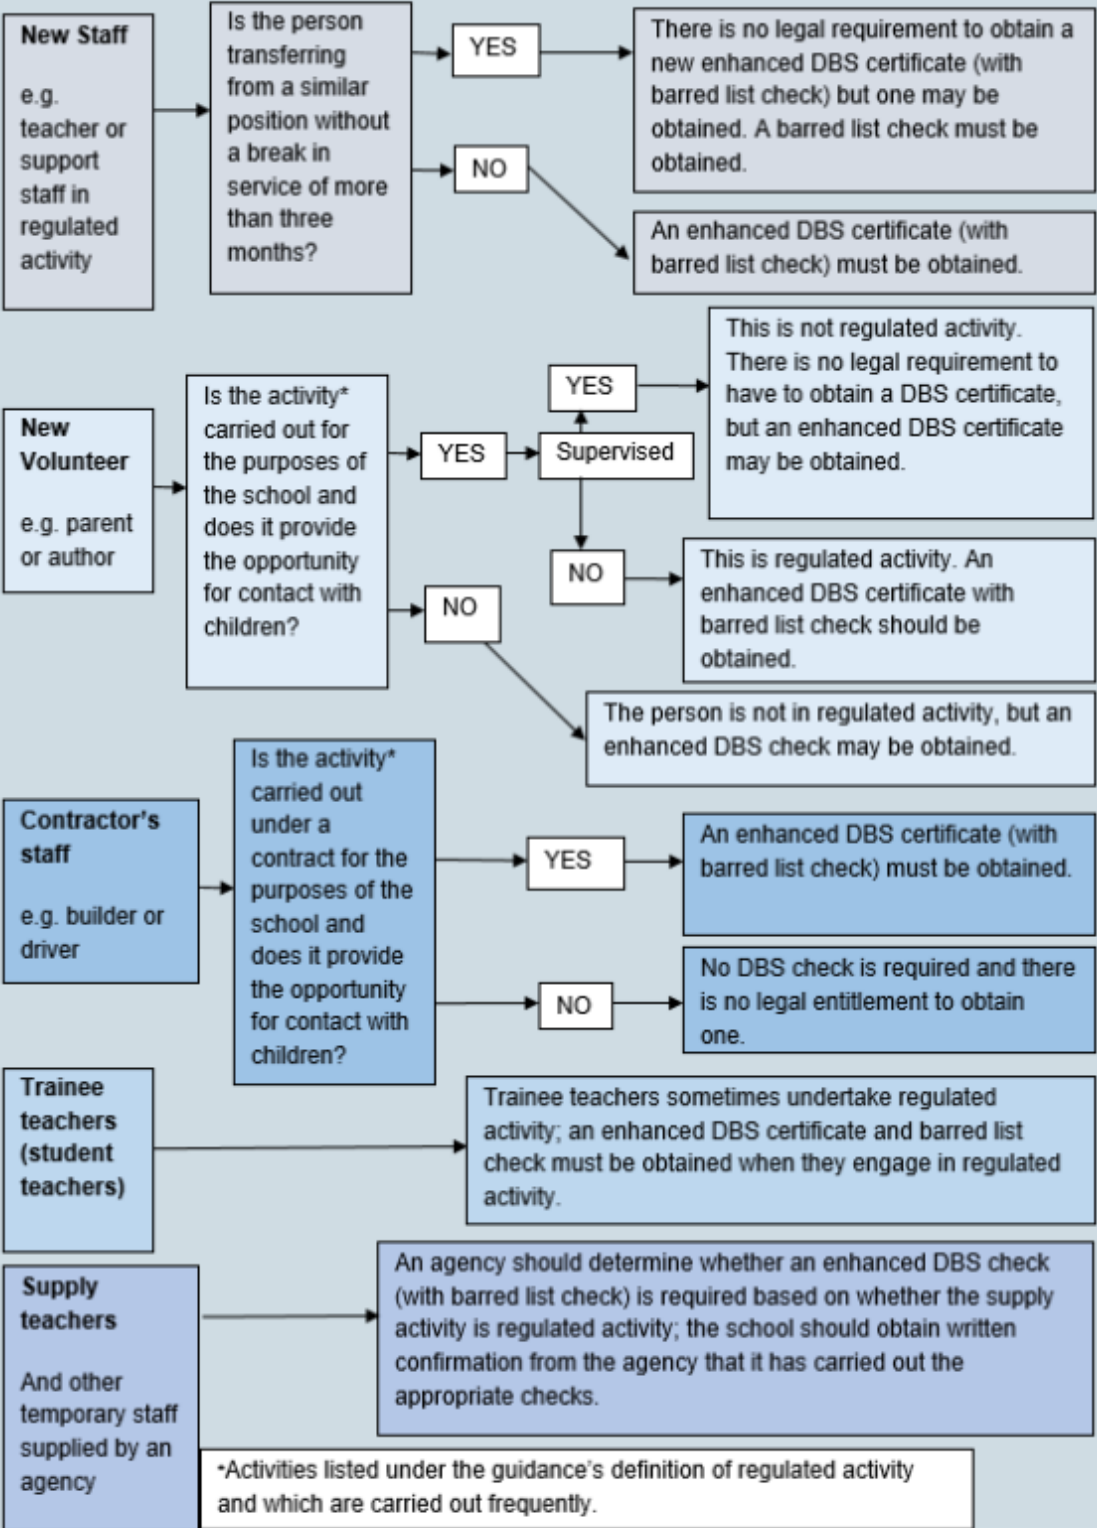 New Staff
e.g.
teacher or
support
staff in
regulated
activity
Is the person
transferring
from a similar
position without
a break in
service of more
than three
months?
YES
There is no legal requirement to obtain a
new enhanced DBS certificate (with
barred list check) but one may be
obtained. A barred list check must be
obtained.
NO
An enhanced DBS certificate (with
barred list check) must be obtained.
New
Volunteer
e.g. parent
or author
Is the activity*
carried out for
the purposes of
the school and
does it provide
the opportunity
for contact with
children?
YES
Supervised
YES
This is not regulated activity.
There is no legal requirement to
have to obtain a DBS certificate,
but an enhanced DBS certificate
may be obtained.
NO
This is regulated activity. An
enhanced DBS certificate with
barred list check should be
obtained.
NO
The person is not in regulated activity, but an
enhanced DBS check may be obtained.
Contractor's
staff
e.g. builder or
driver
Is the activity*
carried out
under a
contract for the
purposes of the
school and
does it provide
the opportunity
for contact with
children?
YES
An enhanced DBS certificate (with
barred list check) must be obtained.
NO
No DBS check is required and there
is no legal entitlement to obtain
one.
Trainee
teachers
(student
teachers)
Trainee teachers sometimes undertake regulated
activity; an enhanced DBS certificate and barred list
check must be obtained when they engage in regulated
activity.
Supply
teachers
And other
temporary staff
supplied by an
agency
An agency should determine whether an enhanced DBS check
(with barred list check) is required based on whether the supply
activity is regulated activity; the school should obtain written
confirmation from the agency that it has carried out the
appropriate checks.
*Activities listed under the guidance's definition of regulated activity
and which are carried out frequently.